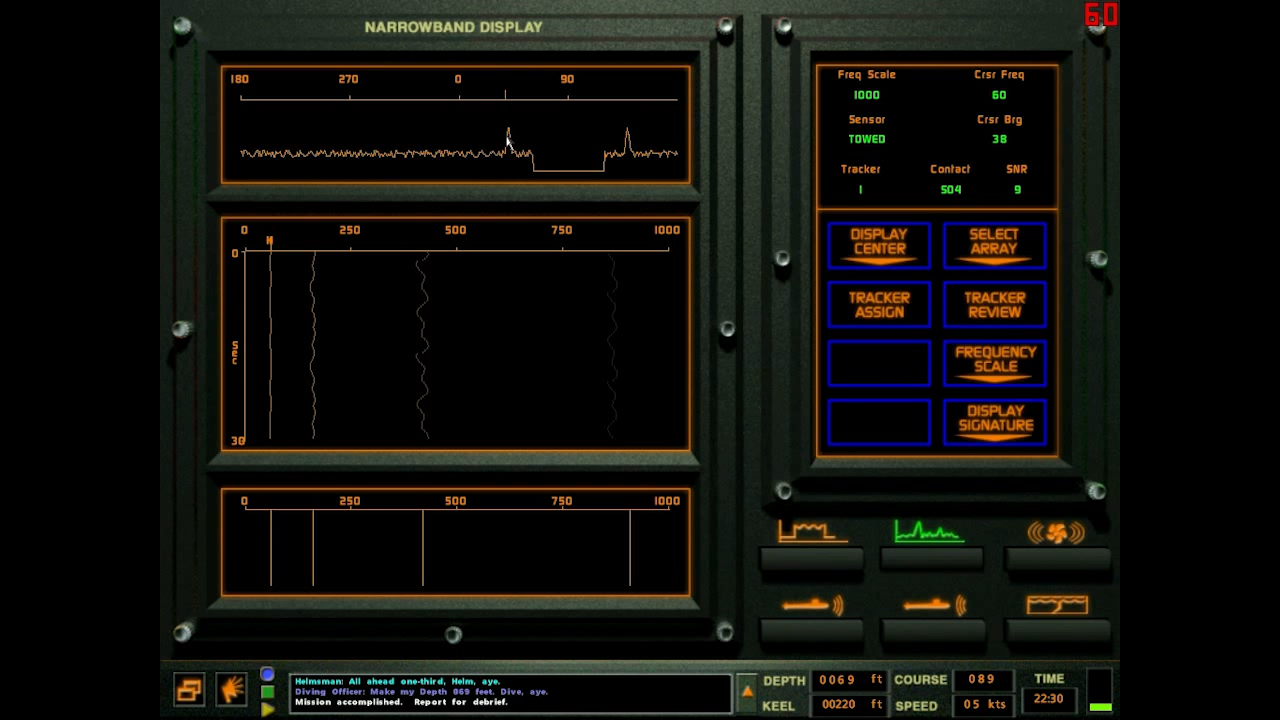 NARROWBAND DISPLAY
60
180 270 0 90
0 250 500 750 1000
0
Sec
30
0 250 500 750 1000
Freq Scale Crsr Freq
1000 60
Sensor Crsr Brg
TOWED 38
Tracker Contact SNR
1 S04 9
DISPLAY CENTER
SELECT ARRAY
TRACKER ASSIGN
TRACKER REVIEW
FREQUENCY SCALE
DISPLAY SIGNATURE
Helmsman: All ahead one-third, Helm, aye.
Diving Officer: Make my Depth 069 feet. Dive, aye.
Mission accomplished. Report for debrief.
DEPTH 0069 ft COURSE 089 TIME
KEEL 00220 ft SPEED 05 kts 22:30